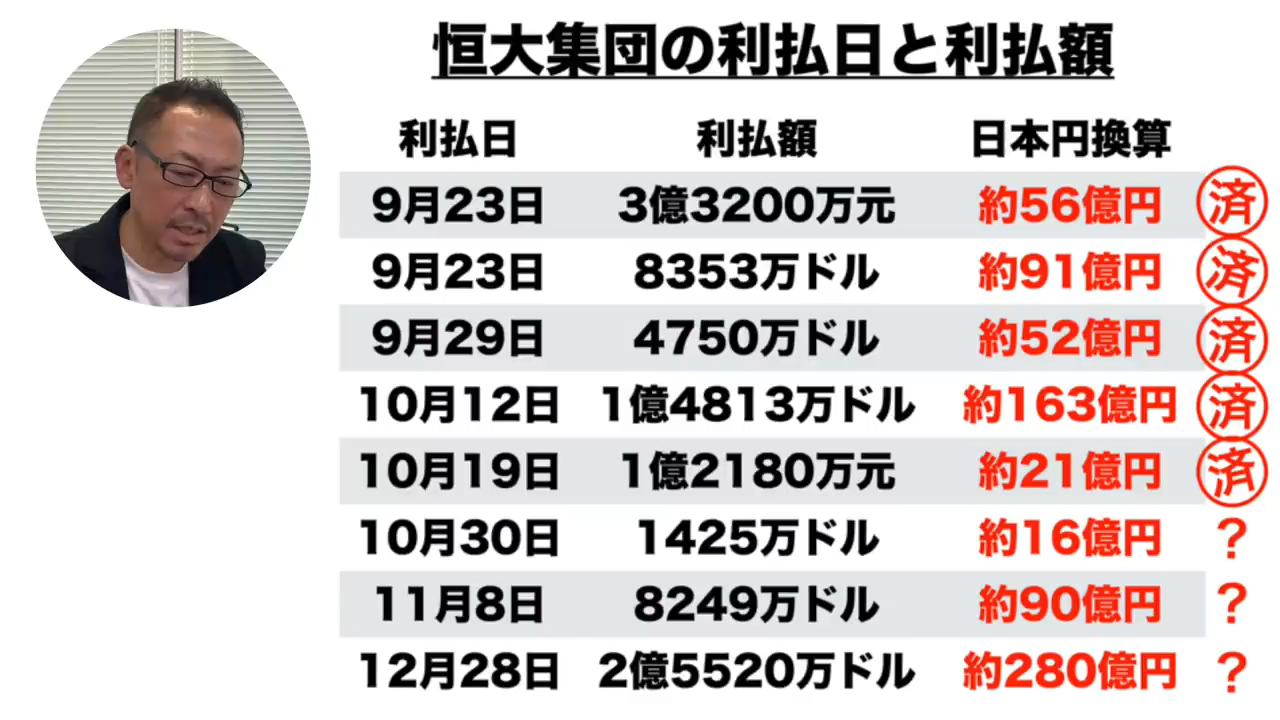 恒大集団の利払日と利払額
利払日 利払額 日本円換算
9月23日 3億3200万元 約56億円 済
9月23日 8353万ドル 約91億円 済
9月29日 4750万ドル 約52億円 済
10月12日 1億4813万ドル 約163億円 済
10月19日 1億2180万元 約21億円 済
10月30日 1425万ドル 約16億円 ?
11月8日 8249万ドル 約90億円 ?
12月28日 2億5520万ドル 約280億円 ?